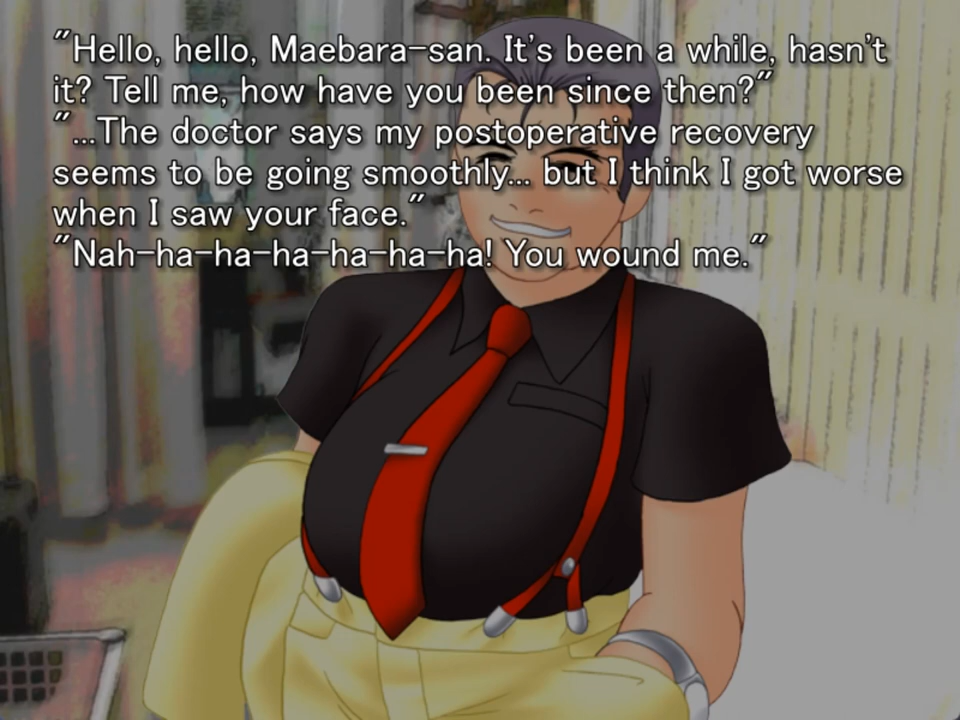 "Hello, hello, Maebara-san. It's been a while, hasn't
it? Tell me, how have you been since then?"
"...The doctor says my postoperative recovery
seems to be going smoothly... but I think I got worse
when I saw your face."
"Nah-ha-ha-ha-ha-ha-ha! You wound me."